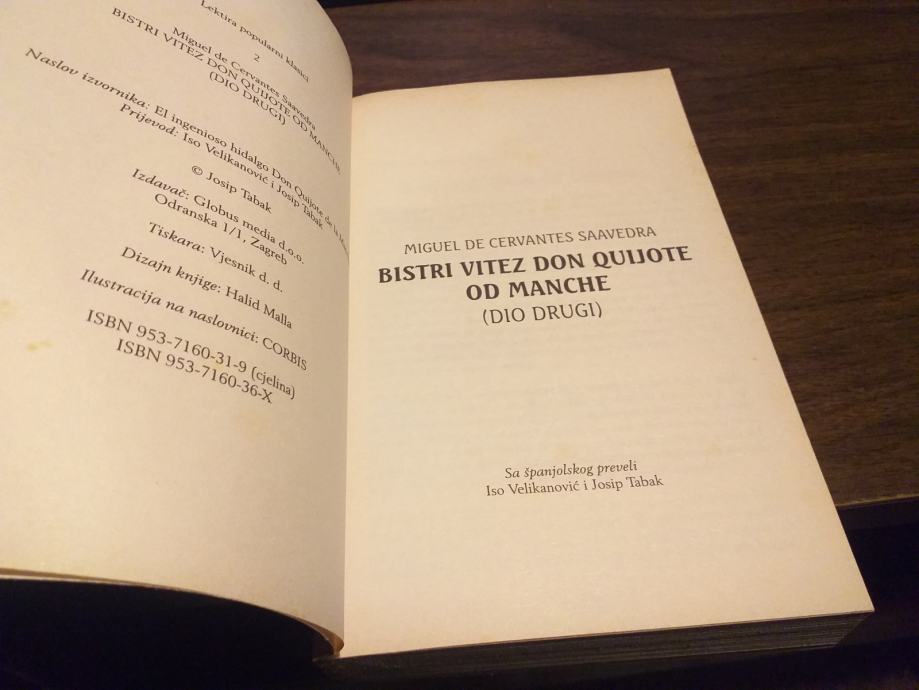 Lektira popularni klasici
2
Miguel de Cervantes Saavedra
BISTRI VITEZ DON QUIJOTE OD MANCHE
(DIO DRUGI)
Naslov izvornika: El ingenioso hidalgo Don Quijote de la
Prijevod: Iso Velikanović i Josip Tabak
© Josip Tabak
Izdavač: Globus media d.o.o.
Odranska 1/1, Zagreb
Tiskara: Vjesnik d. d.
Dizajn knjige: Halid Malla
Ilustracija na naslovnici: CORBIS
ISBN 953-7160-31-9 (cjelina)
ISBN 953-7160-36-X
MIGUEL DE CERVANTES SAAVEDRA
BISTRI VITEZ DON QUIJOTE
OD MANCHE
(DIO DRUGI)
Sa španjolskog preveli
Iso Velikanović i Josip Tabak